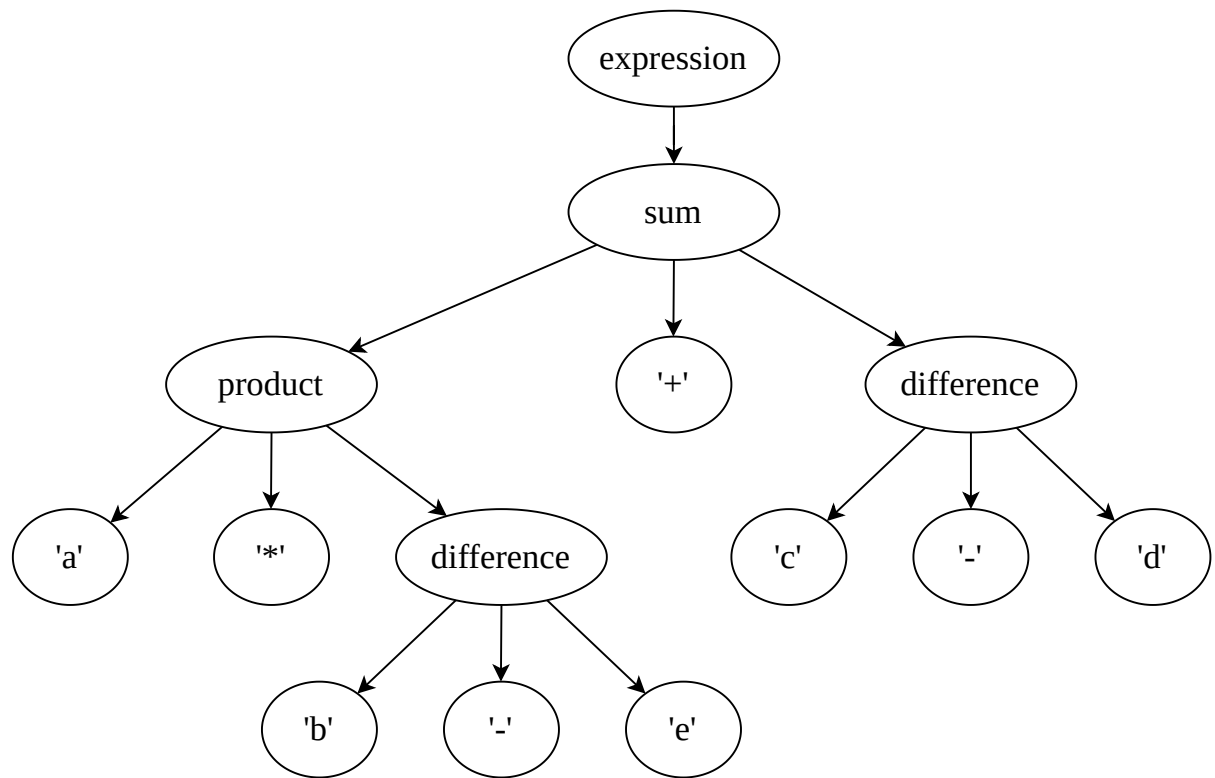 expression
sum
product
'+'
difference
'a'
'*'
difference
'c'
'-'
'd'
'b'
'-'
'e'